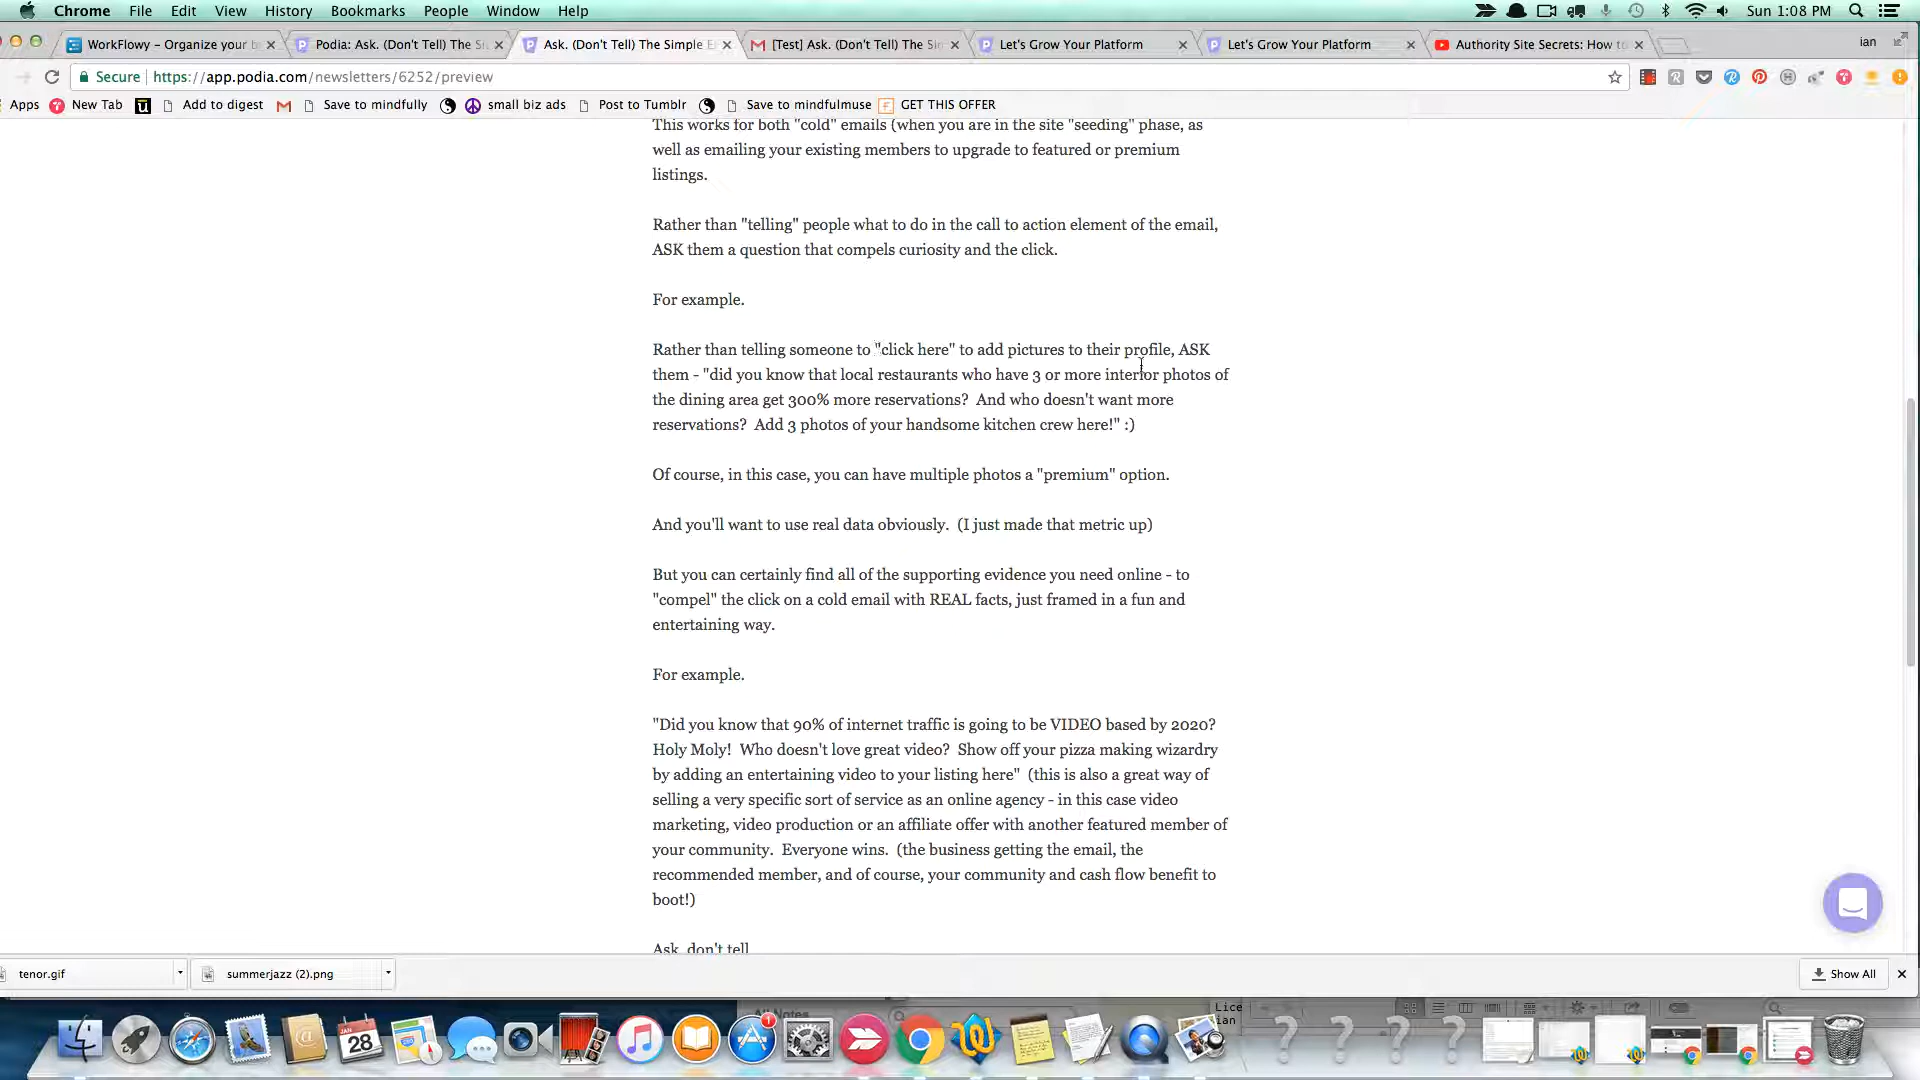 Chrome File Edit View History Bookmarks People Window Help Sun 1:08 PM
WorkFlowy - Organize your b Podia: Ask. (Don't Tell) The Si Ask. (Don't Tell) The Simple E [Test] Ask. (Don't Tell) The Sim Let's Grow Your Platform Let's Grow Your Platform Authority Site Secrets: How to ian
Secure https://app.podia.com/newsletters/6252/preview
Apps New Tab Add to digest Save to mindfully small biz ads Post to Tumblr Save to mindfulmuse GET THIS OFFER
This works for both "cold" emails (when you are in the site "seeding" phase, as
well as emailing your existing members to upgrade to featured or premium
listings.
Rather than "telling" people what to do in the call to action element of the email,
ASK them a question that compels curiosity and the click.
For example.
Rather than telling someone to "click here" to add pictures to their profile, ASK
them - "did you know that local restaurants who have 3 or more interior photos of
the dining area get 300% more reservations?  And who doesn't want more
reservations?  Add 3 photos of your handsome kitchen crew here!" :)
Of course, in this case, you can have multiple photos a "premium" option.
And you'll want to use real data obviously.  (I just made that metric up)
But you can certainly find all of the supporting evidence you need online - to
"compel" the click on a cold email with REAL facts, just framed in a fun and
entertaining way.
For example.
"Did you know that 90% of internet traffic is going to be VIDEO based by 2020?
Holy Moly!  Who doesn't love great video?  Show off your pizza making wizardry
by adding an entertaining video to your listing here"  (this is also a great way of
selling a very specific sort of service as an online agency - in this case video
marketing, video production or an affiliate offer with another featured member of
your community.  Everyone wins.  (the business getting the email, the
recommended member, and of course, your community and cash flow benefit to
boot!)
Ask, don't tell
tenor.gif summerjazz (2).png Show All
Lice
ian
JAN
28
1